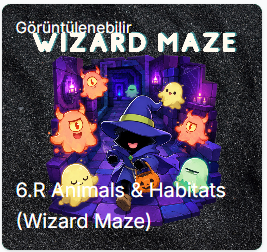 Görüntülenebilir
WIZARD MAZE
6.R Animals & Habitats
(Wizard Maze)